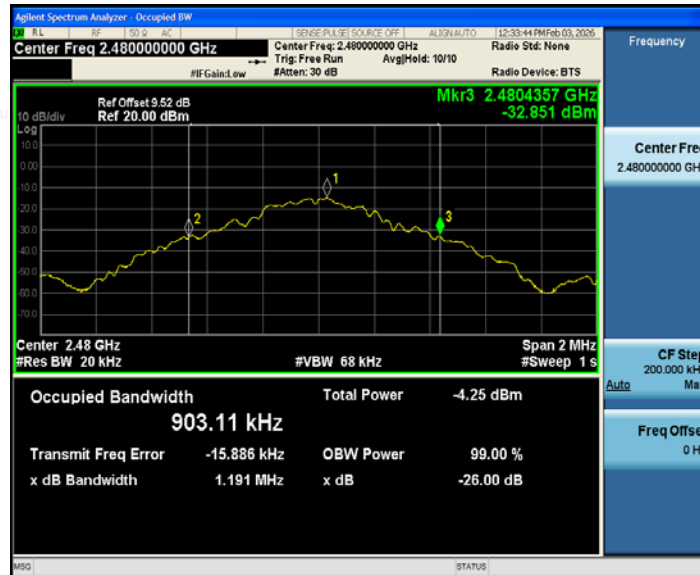 Agilent Spectrum Analyzer - Occupied BW
RL RF 50 Ω AC SENSE:PULSE SOURCE OFF ALIGN AUTO 12:33:44 PM Feb 03, 2026
Center Freq 2.480000000 GHz
Center Freq: 2.480000000 GHz
Radio Std: None
Trig: Free Run
Avg|Hold: 10/10
#IFGain:Low
#Atten: 30 dB
Radio Device: BTS
Ref Offset 9.52 dB
Mkr3 2.4804357 GHz
10 dB/div
Ref 20.00 dBm
-32.851 dBm
Log
10.0
0.00
-10.0
1
-20.0
2
3
-30.0
-40.0
-50.0
-60.0
-70.0
Center 2.48 GHz
Span 2 MHz
#Res BW 20 kHz
#VBW 68 kHz
#Sweep 1 s
Occupied Bandwidth
Total Power -4.25 dBm
903.11 kHz
Transmit Freq Error -15.886 kHz
OBW Power 99.00 %
x dB Bandwidth 1.191 MHz
x dB -26.00 dB
MSG
STATUS
Frequency
Center Fre
2.480000000 GH
CF Step
200.000 kH
Auto Ma
Freq Offse
0 H